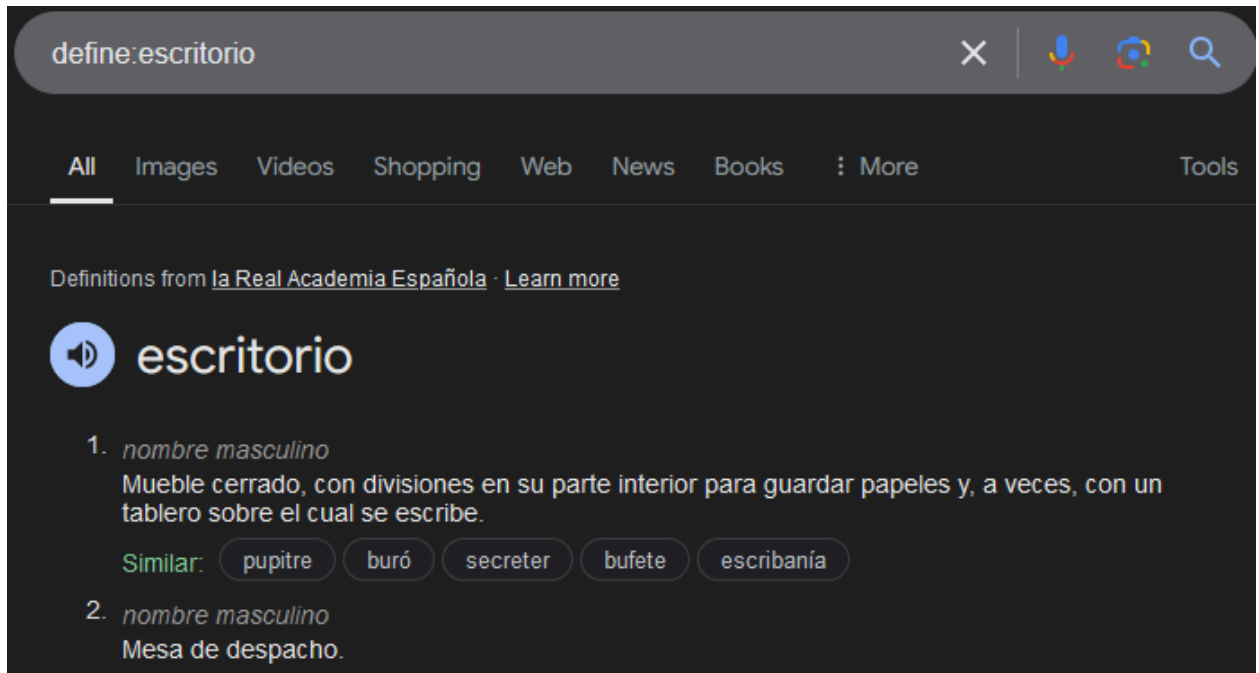 define:escritorio
All Images Videos Shopping Web News Books More Tools
Definitions from la Real Academia Española · Learn more
escritorio
1. nombre masculino
Mueble cerrado, con divisiones en su parte interior para guardar papeles y, a veces, con un
tablero sobre el cual se escribe.
Similar: pupitre buró secreter bufete escribanía
2. nombre masculino
Mesa de despacho.